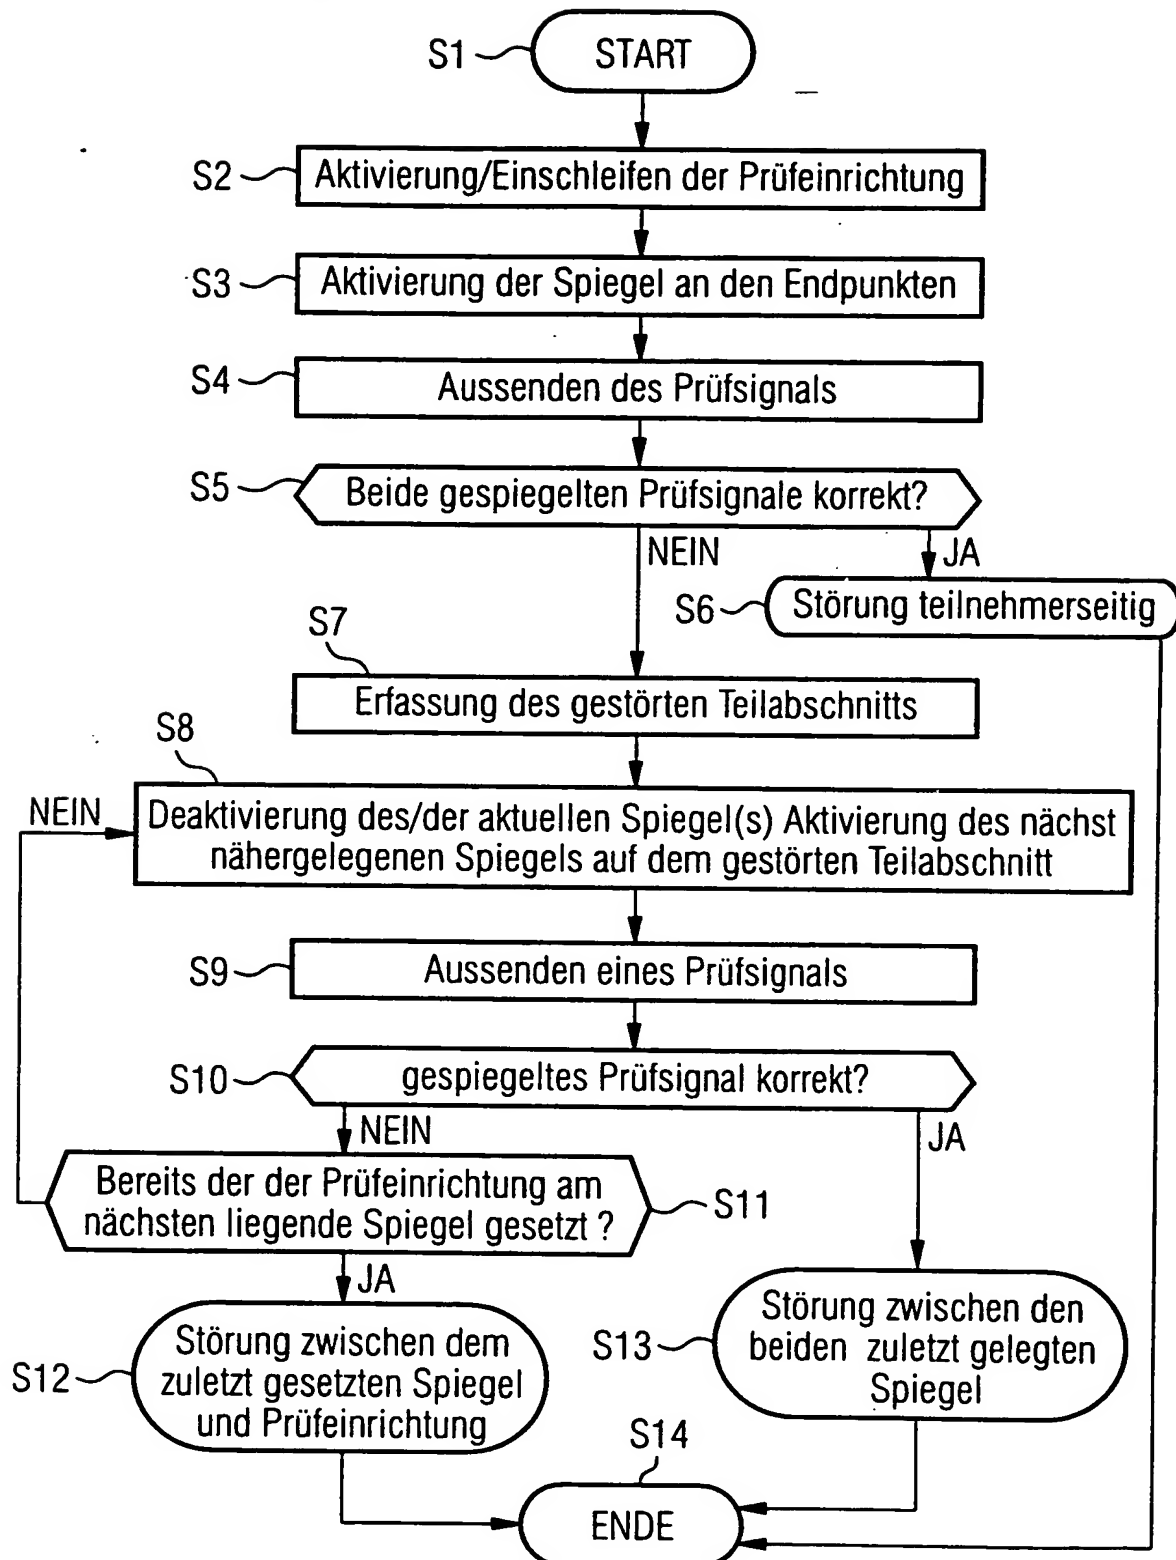 S1
START
S2
Aktivierung/Einschleifen der Prüfeinrichtung
S3
Aktivierung der Spiegel an den Endpunkten
S4
Aussenden des Prüfsignals
S5
Beide gespiegelten Prüfsignale korrekt?
NEIN
JA
S6
Störung teilnehmerseitig
S7
Erfassung des gestörten Teilabschnitts
S8
NEIN
Deaktivierung des/der aktuellen Spiegel(s) Aktivierung des nächst
nähergelegenen Spiegels auf dem gestörten Teilabschnitt
S9
Aussenden eines Prüfsignals
S10
gespiegeltes Prüfsignal korrekt?
NEIN
JA
Bereits der der Prüfeinrichtung am
nächsten liegende Spiegel gesetzt ?
S11
JA
S12
Störung zwischen dem
zuletzt gesetzten Spiegel
und Prüfeinrichtung
S13
Störung zwischen den
beiden zuletzt gelegten
Spiegel
S14
ENDE